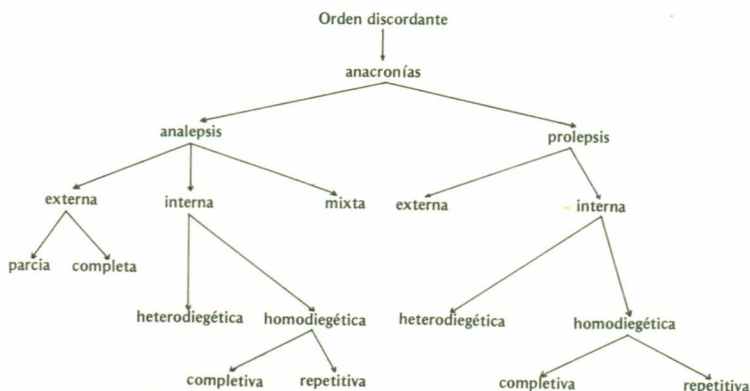 Orden discordante
anacronías
analepsis prolepsis
externa interna mixta externa interna
parcia completa
heterodiegética homodiegética heterodiegética homodiegética
completiva repetitiva completiva repetitiva